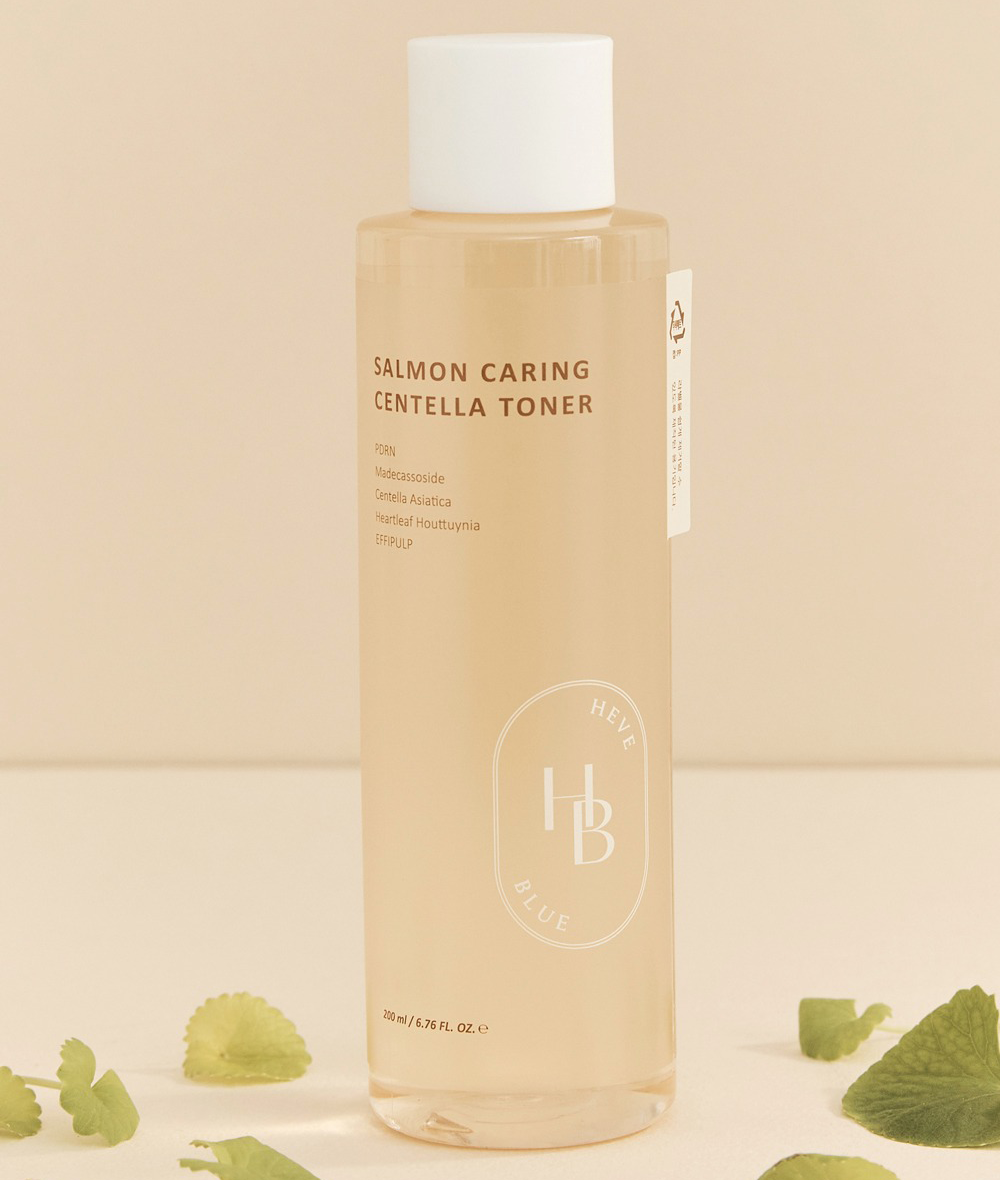 SALMON CARING
CENTELLA TONER
PDRN
Madecassoside
Centella Asiatica
Heartleaf Houttuynia
EFFIPULP
HEVE
HB
BLUE
200 ml / 6.76 FL. OZ. ℮